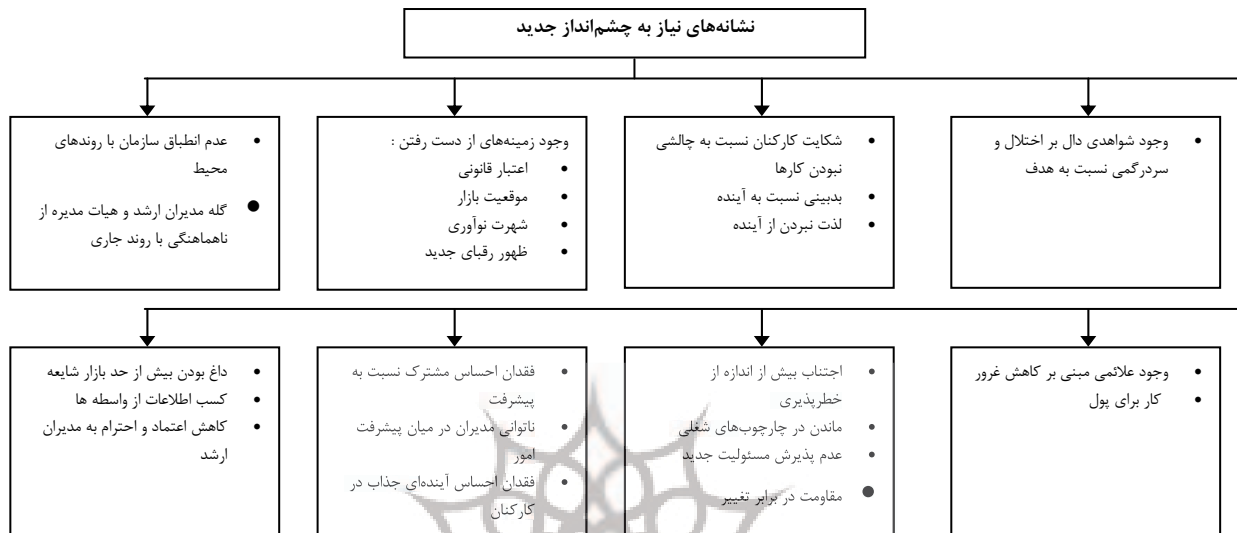 نشانه‌های نیاز به چشم‌انداز جدید
• وجود شواهدی دال بر اختلال و
سردرگمی نسبت به هدف
• شکایت کارکنان نسبت به چالشی
نبودن کارها
• بدبینی نسبت به آینده
• لذت نبردن از آینده
وجود زمینه‌های از دست رفتن :
• اعتبار قانونی
• موقعیت بازار
• شهرت نوآوری
• ظهور رقبای جدید
• عدم انطباق سازمان با روندهای
محیط
• گله مدیران ارشد و هیات مدیره از
ناهماهنگی با روند جاری
• وجود علائمی مبنی بر کاهش غرور
• کار برای پول
• اجتناب بیش از اندازه از
خطرپذیری
• ماندن در چارچوب‌های شغلی
• عدم پذیرش مسئولیت جدید
• مقاومت در برابر تغییر
• فقدان احساس مشترک نسبت به
پیشرفت
• ناتوانی مدیران در میان پیشرفت
امور
• فقدان احساس آینده‌ای جذاب در
کارکنان
• داغ بودن بیش از حد بازار شایعه
• کسب اطلاعات از واسطه ها
• کاهش اعتماد و احترام به مدیران
ارشد